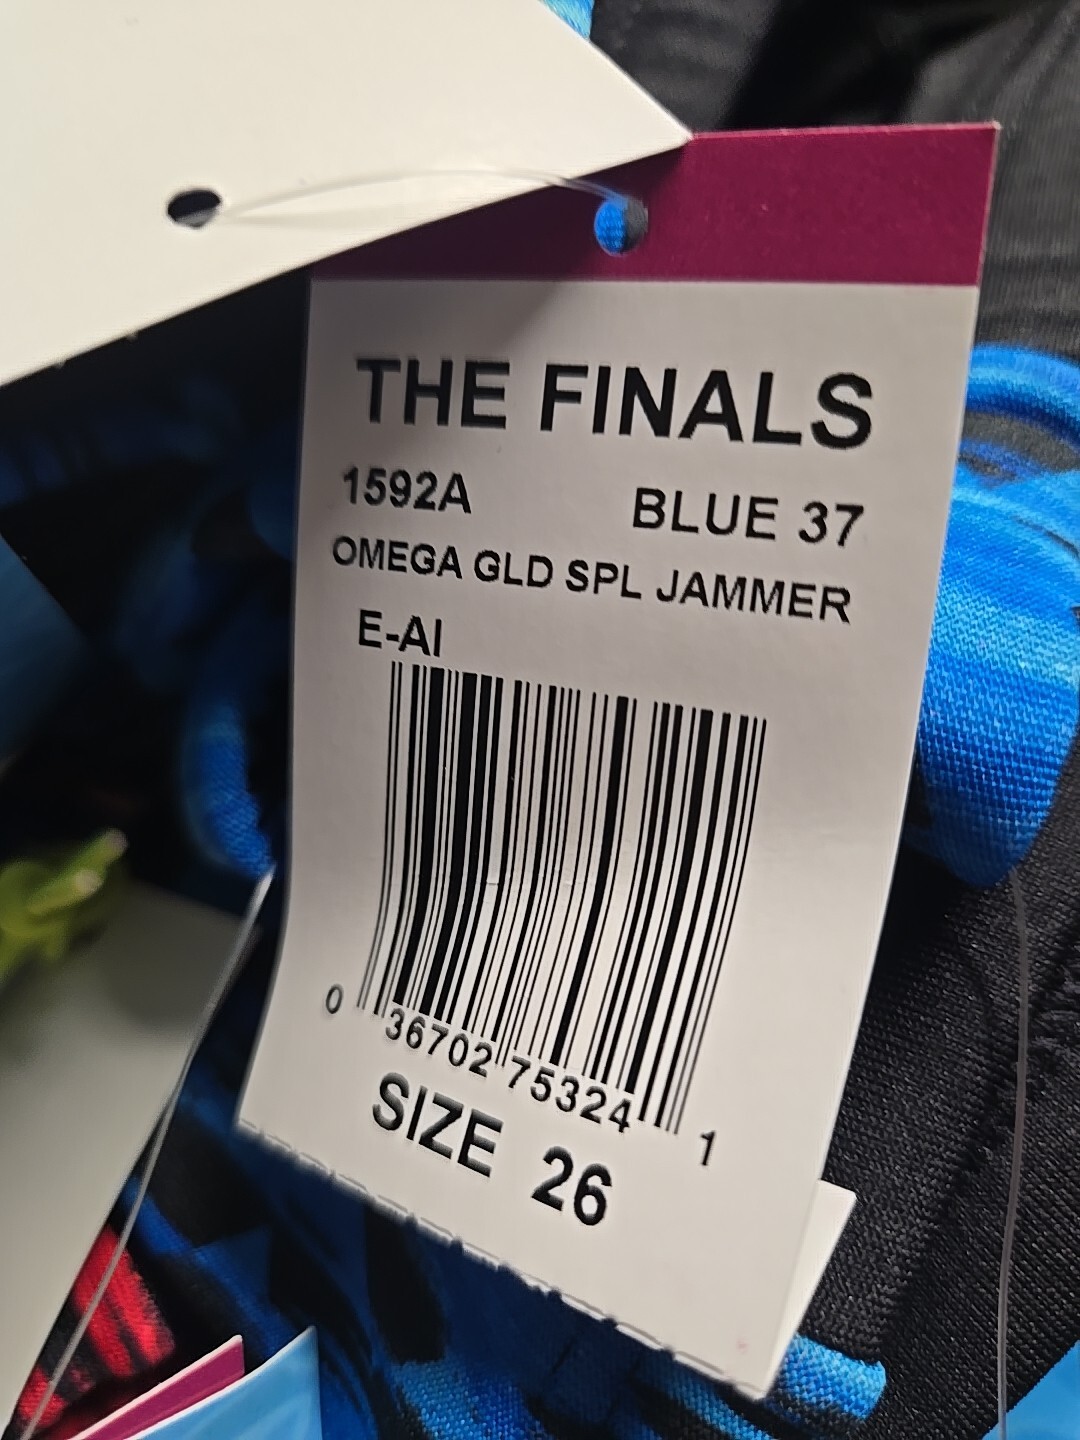 THE FINALS
1592A BLUE 37
OMEGA GLD SPL JAMMER
E-AI
0 36702 75324 1
SIZE 26